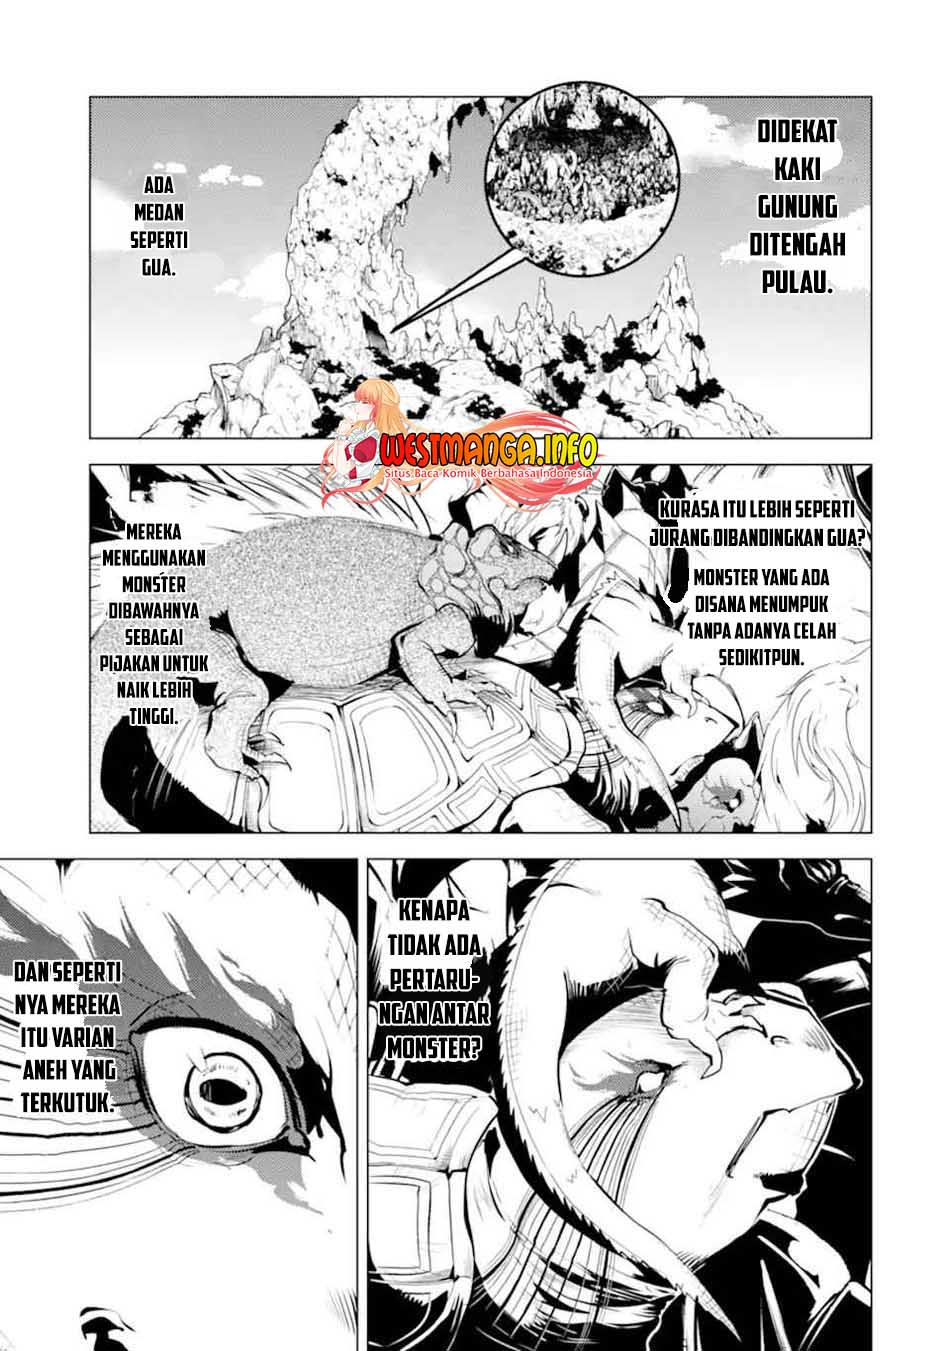 DIDEKAT
KAKI
GUNUNG
DITENGAH
PULAU.
ADA
MEDAN
SEPERTI
GUA.
WESTMANGA.INFO
Situs Baca Komik Berbahasa Indonesia
KURASA ITU LEBIH SEPERTI
JURANG DIBANDINGKAN GUA?
MONSTER YANG ADA
DISANA MENUMPUK
TANPA ADANYA CELAH
SEDIKITPUN.
MEREKA
MENGGUNAKAN
MONSTER
DIBAWAHNYA
SEBAGAI
PIJAKAN UNTUK
NAIK LEBIH
TINGGI.
KENAPA
TIDAK ADA
PERTARU-
NGAN ANTAR
MONSTER?
DAN SEPERTI
NYA MEREKA
ITU VARIAN
ANEH YANG
TERKUTUK.